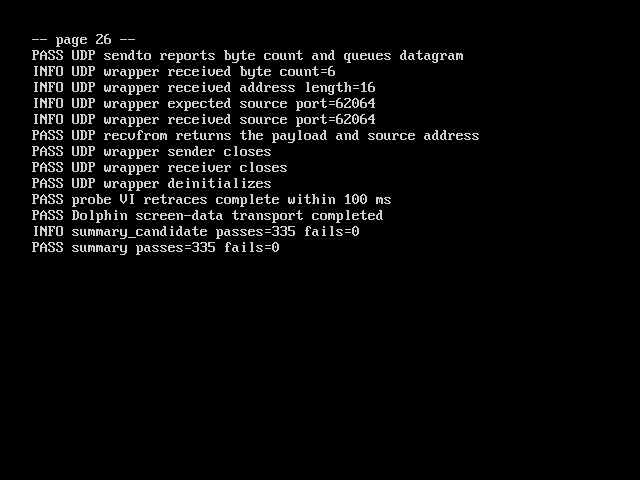 -- page 26 --
PASS UDP sendto reports byte count and queues datagram
INFO UDP wrapper received byte count=6
INFO UDP wrapper received address length=16
INFO UDP wrapper expected source port=62064
INFO UDP wrapper received source port=62064
PASS UDP recvfrom returns the payload and source address
PASS UDP wrapper sender closes
PASS UDP wrapper receiver closes
PASS UDP wrapper deinitializes
PASS probe VI retraces complete within 100 ms
PASS Dolphin screen-data transport completed
INFO summary_candidate passes=335 fails=0
PASS summary passes=335 fails=0